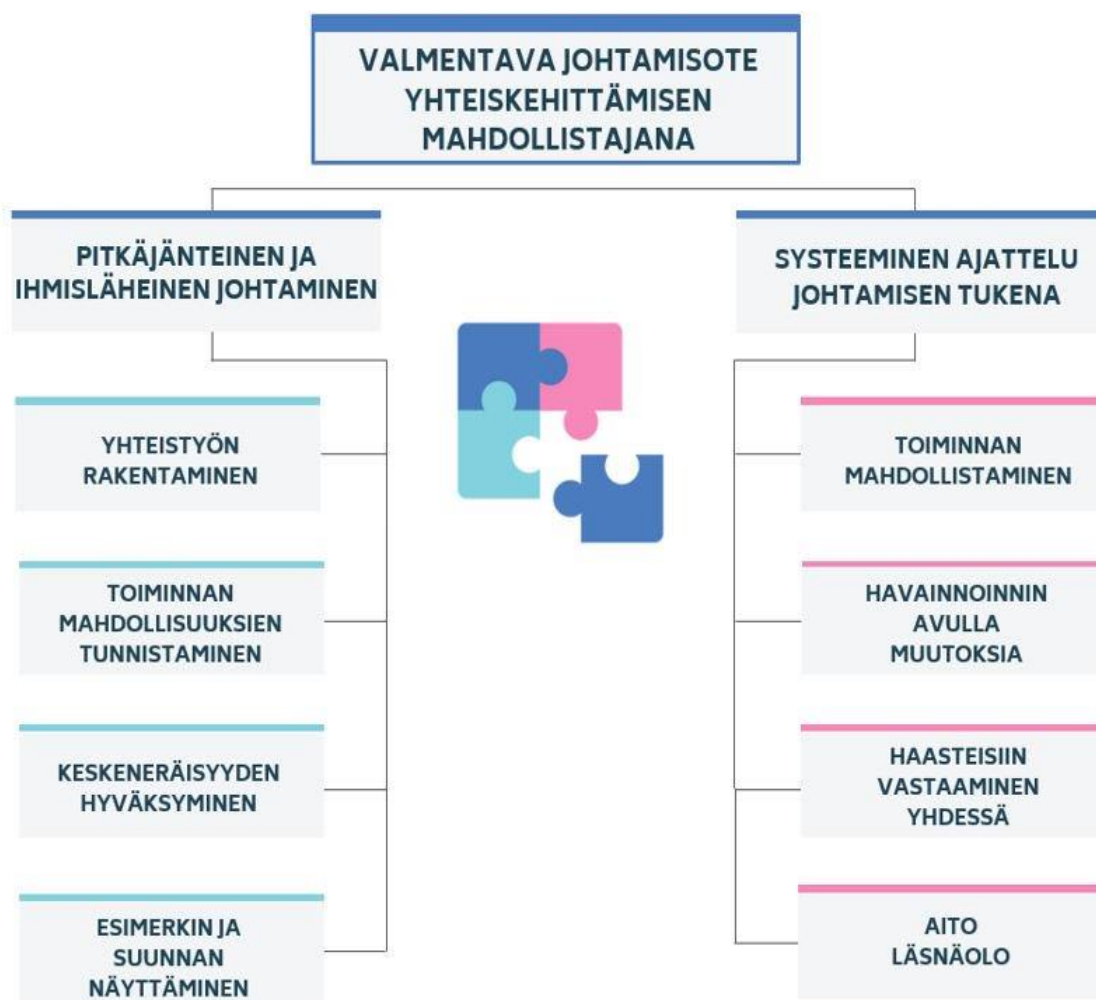 VALMENTAVA JOHTAMISOTE
YHTEISKEHITTÄMISEN
MAHDOLLISTAJANA
PITKÄJÄNTEINEN JA
IHMISLÄHEINEN JOHTAMINEN
YHTEISTYÖN
RAKENTAMINEN
TOIMINNAN
MAHDOLLISUUKSIEN
TUNNISTAMINEN
KESKENERÄISYYDEN
HYVÄKSYMINEN
ESIMERKIN JA
SUUNNAN
NÄYTTÄMINEN
SYSTEEMINEN AJATTELU
JOHTAMISEN TUKENA
TOIMINNAN
MAHDOLLISTAMINEN
HAVAINNOINNIN
AVULLA
MUUTOKSIA
HAASTEISIIN
VASTAAMINEN
YHDESSÄ
AITO
LÄSNÄOLO